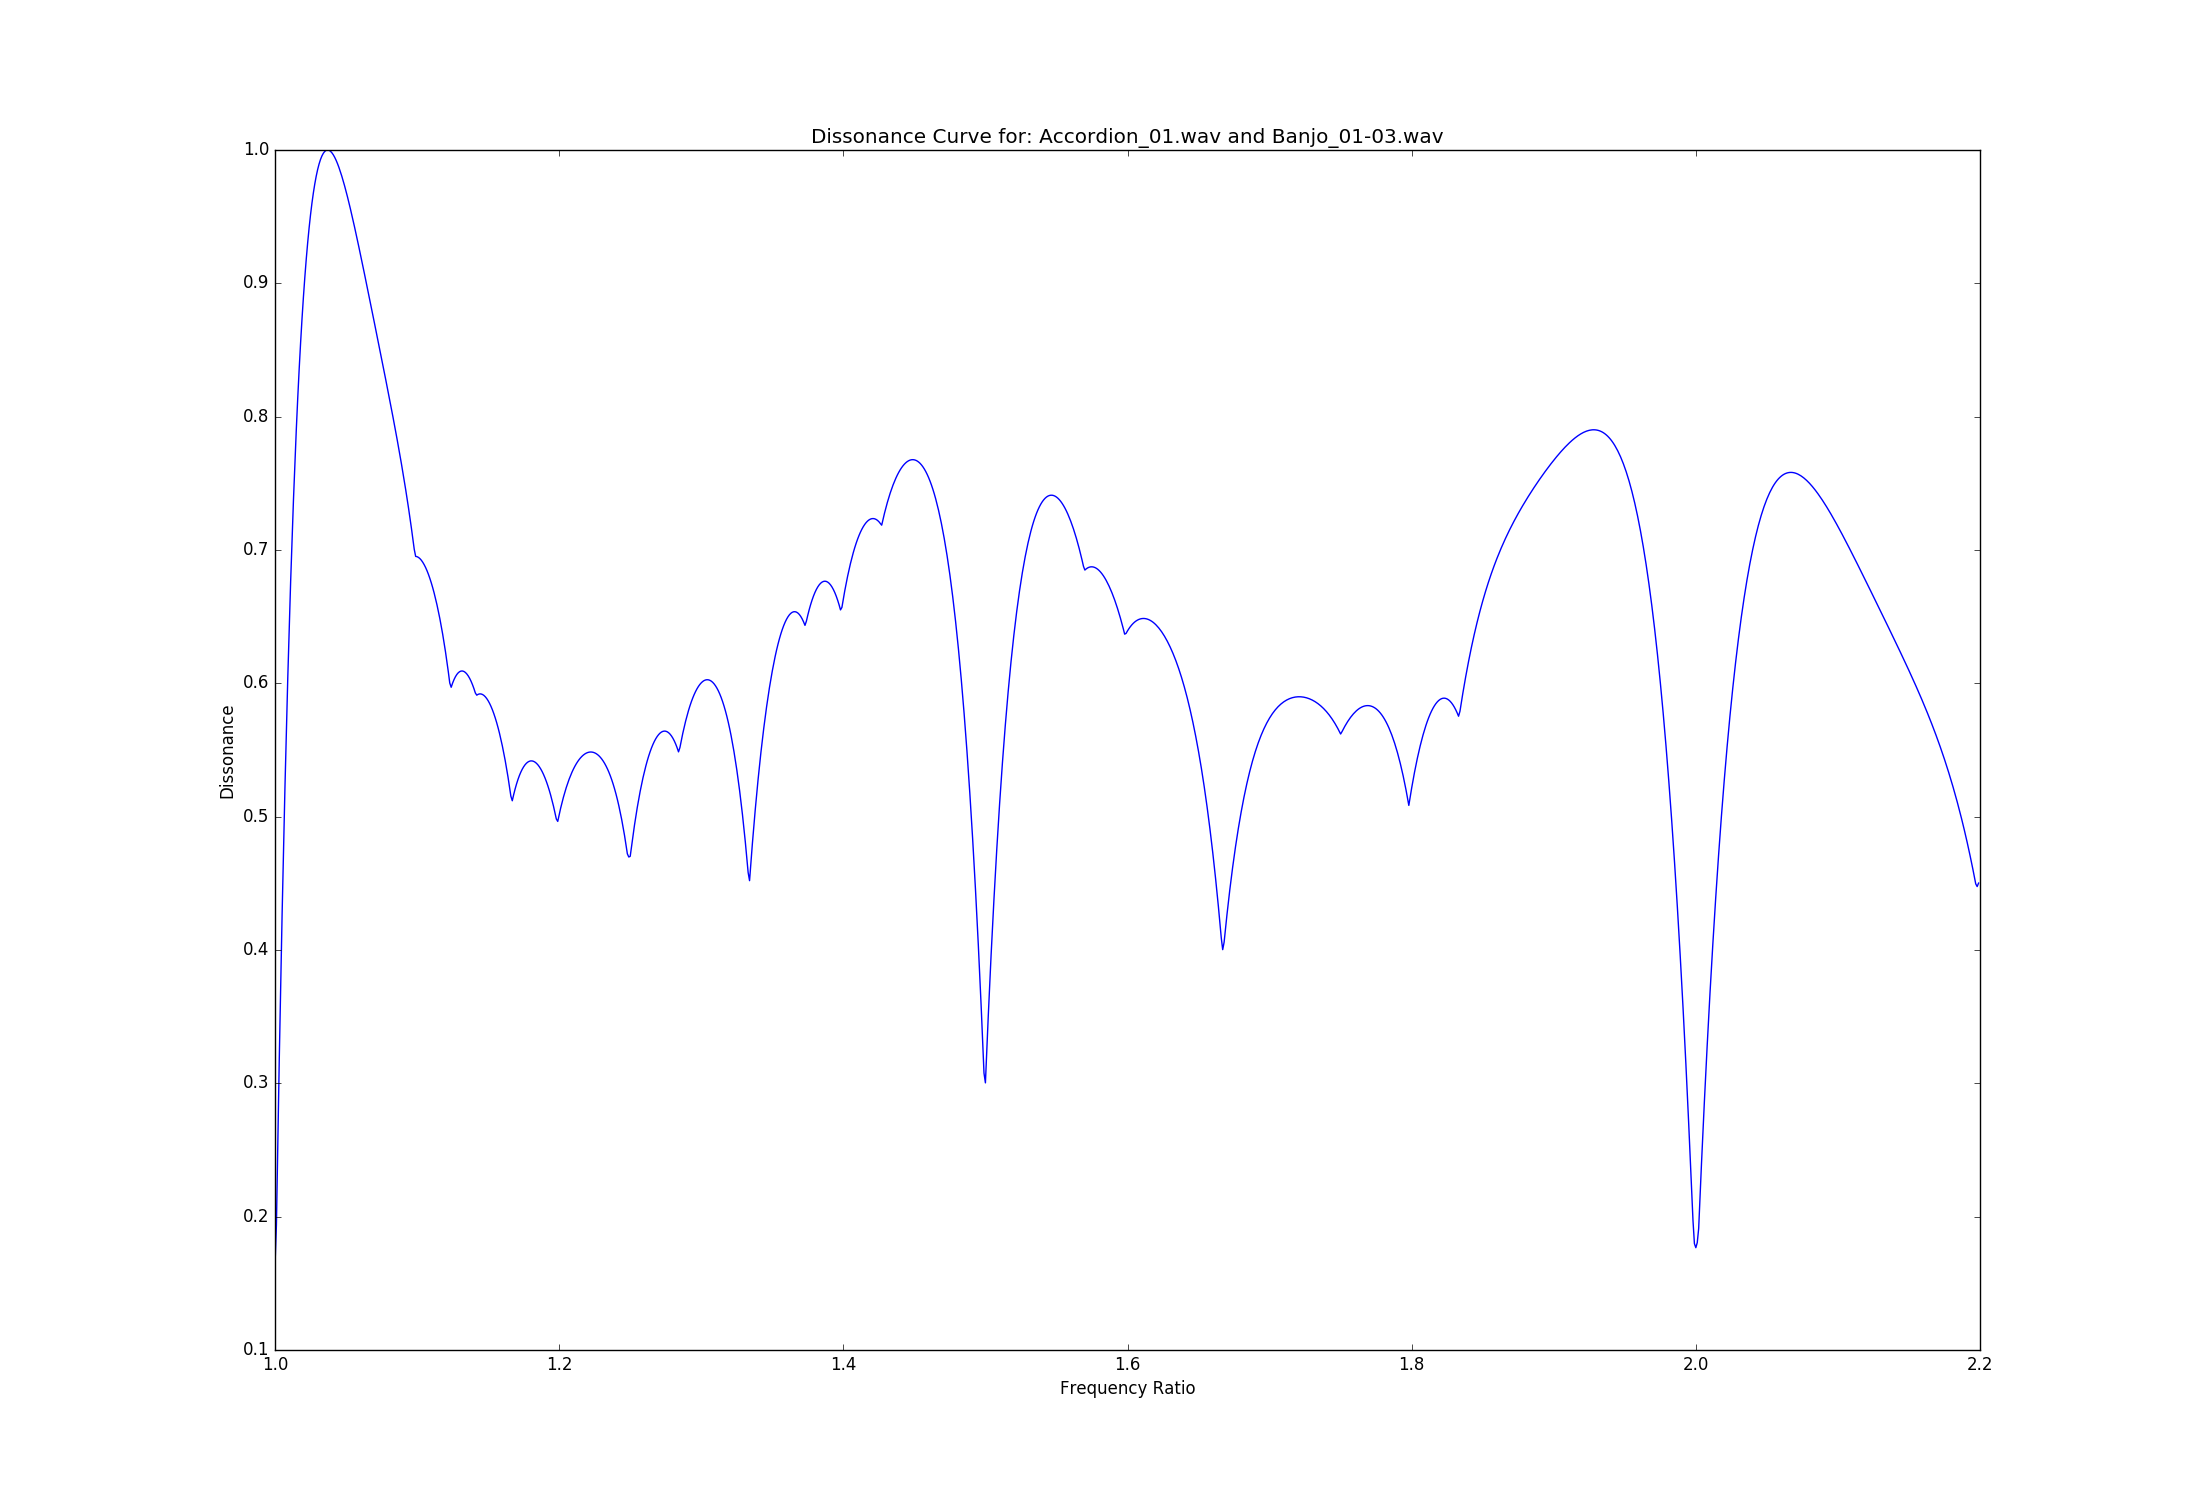 Dissonance Curve for: Accordion_01.wav and Banjo_01-03.wav
1.0
0.9
0.8
0.7
0.6
0.5
0.4
0.3
0.2
0.1
Dissonance
1.0 1.2 1.4 1.6 1.8 2.0 2.2
Frequency Ratio